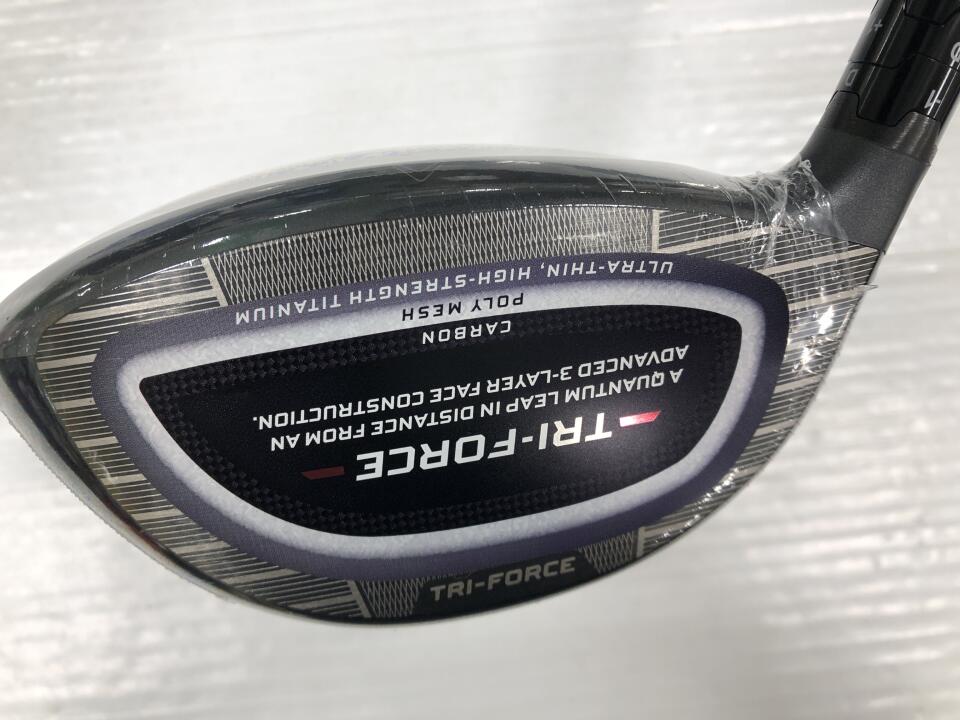 ULTRA-THIN, HIGH-STRENGTH TITANIUM
POLY MESH
CARBON
TRI-FORCE
A QUANTUM LEAP IN DISTANCE FROM AN
ADVANCED 3-LAYER FACE CONSTRUCTION.
TRI-FORCE
D
4